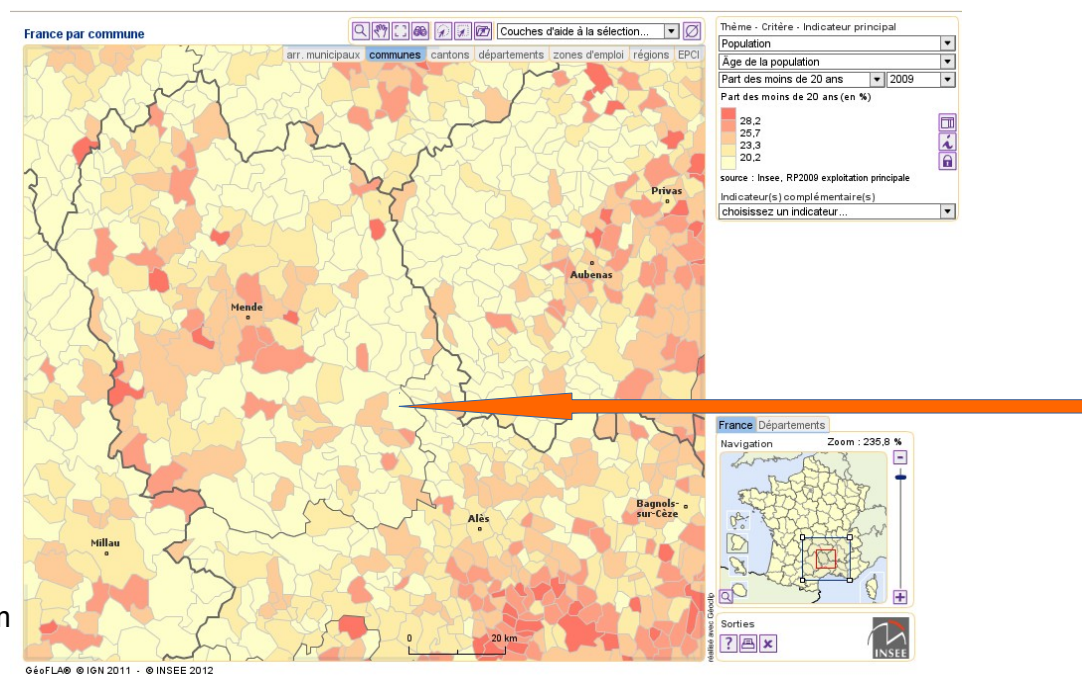 France par commune
Couches d'aide à la sélection...
arr. municipaux communes cantons départements zones d'emploi régions EPCI
Privas
Aubenas
Mende
Bagnols-
sur-Cèze
Alès
Millau
0 20 km
n
GéoFLA® © IGN 2011 - © INSEE 2012
Thème - Critère - Indicateur principal
Population
Âge de la population
Part des moins de 20 ans 2009
Part des moins de 20 ans (en %)
28,2
25,7
23,3
20,2
source : Insee, RP2009 exploitation principale
Indicateur(s) complémentaire(s)
choisissez un indicateur...
France Départements
Navigation Zoom : 235,8 %
réalisé avec Géoclip
Sorties
?
INSEE